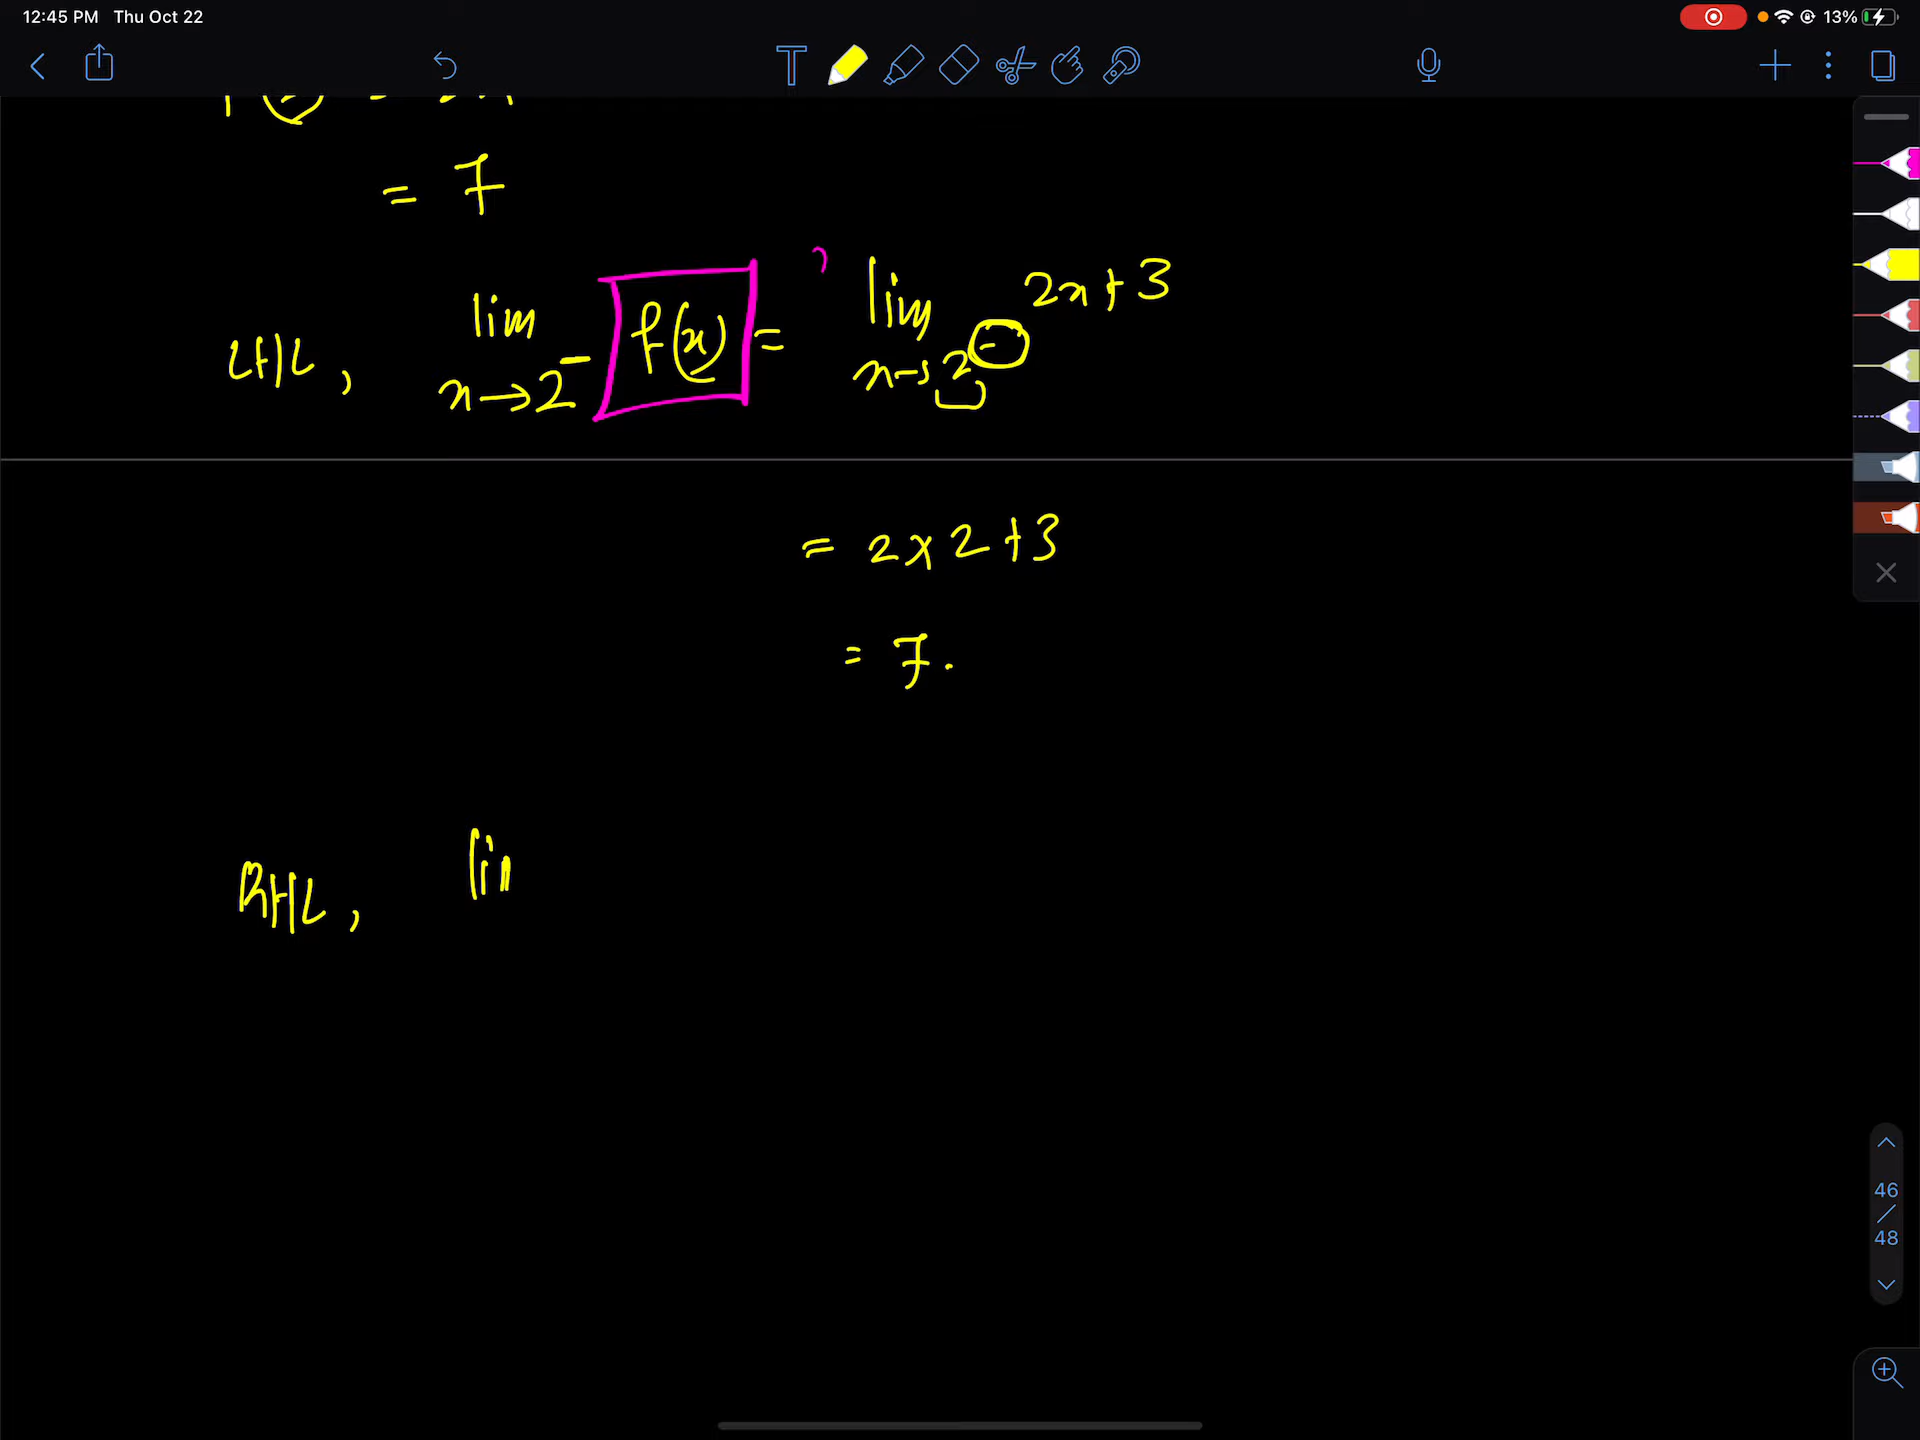 12:45 PM Thu Oct 22
13%
= 7
LHL, lim x→2⁻ f(x) = lim x→2⁻ 2x+3
= 2x2+3
= 7.
RHL, lin
46
48